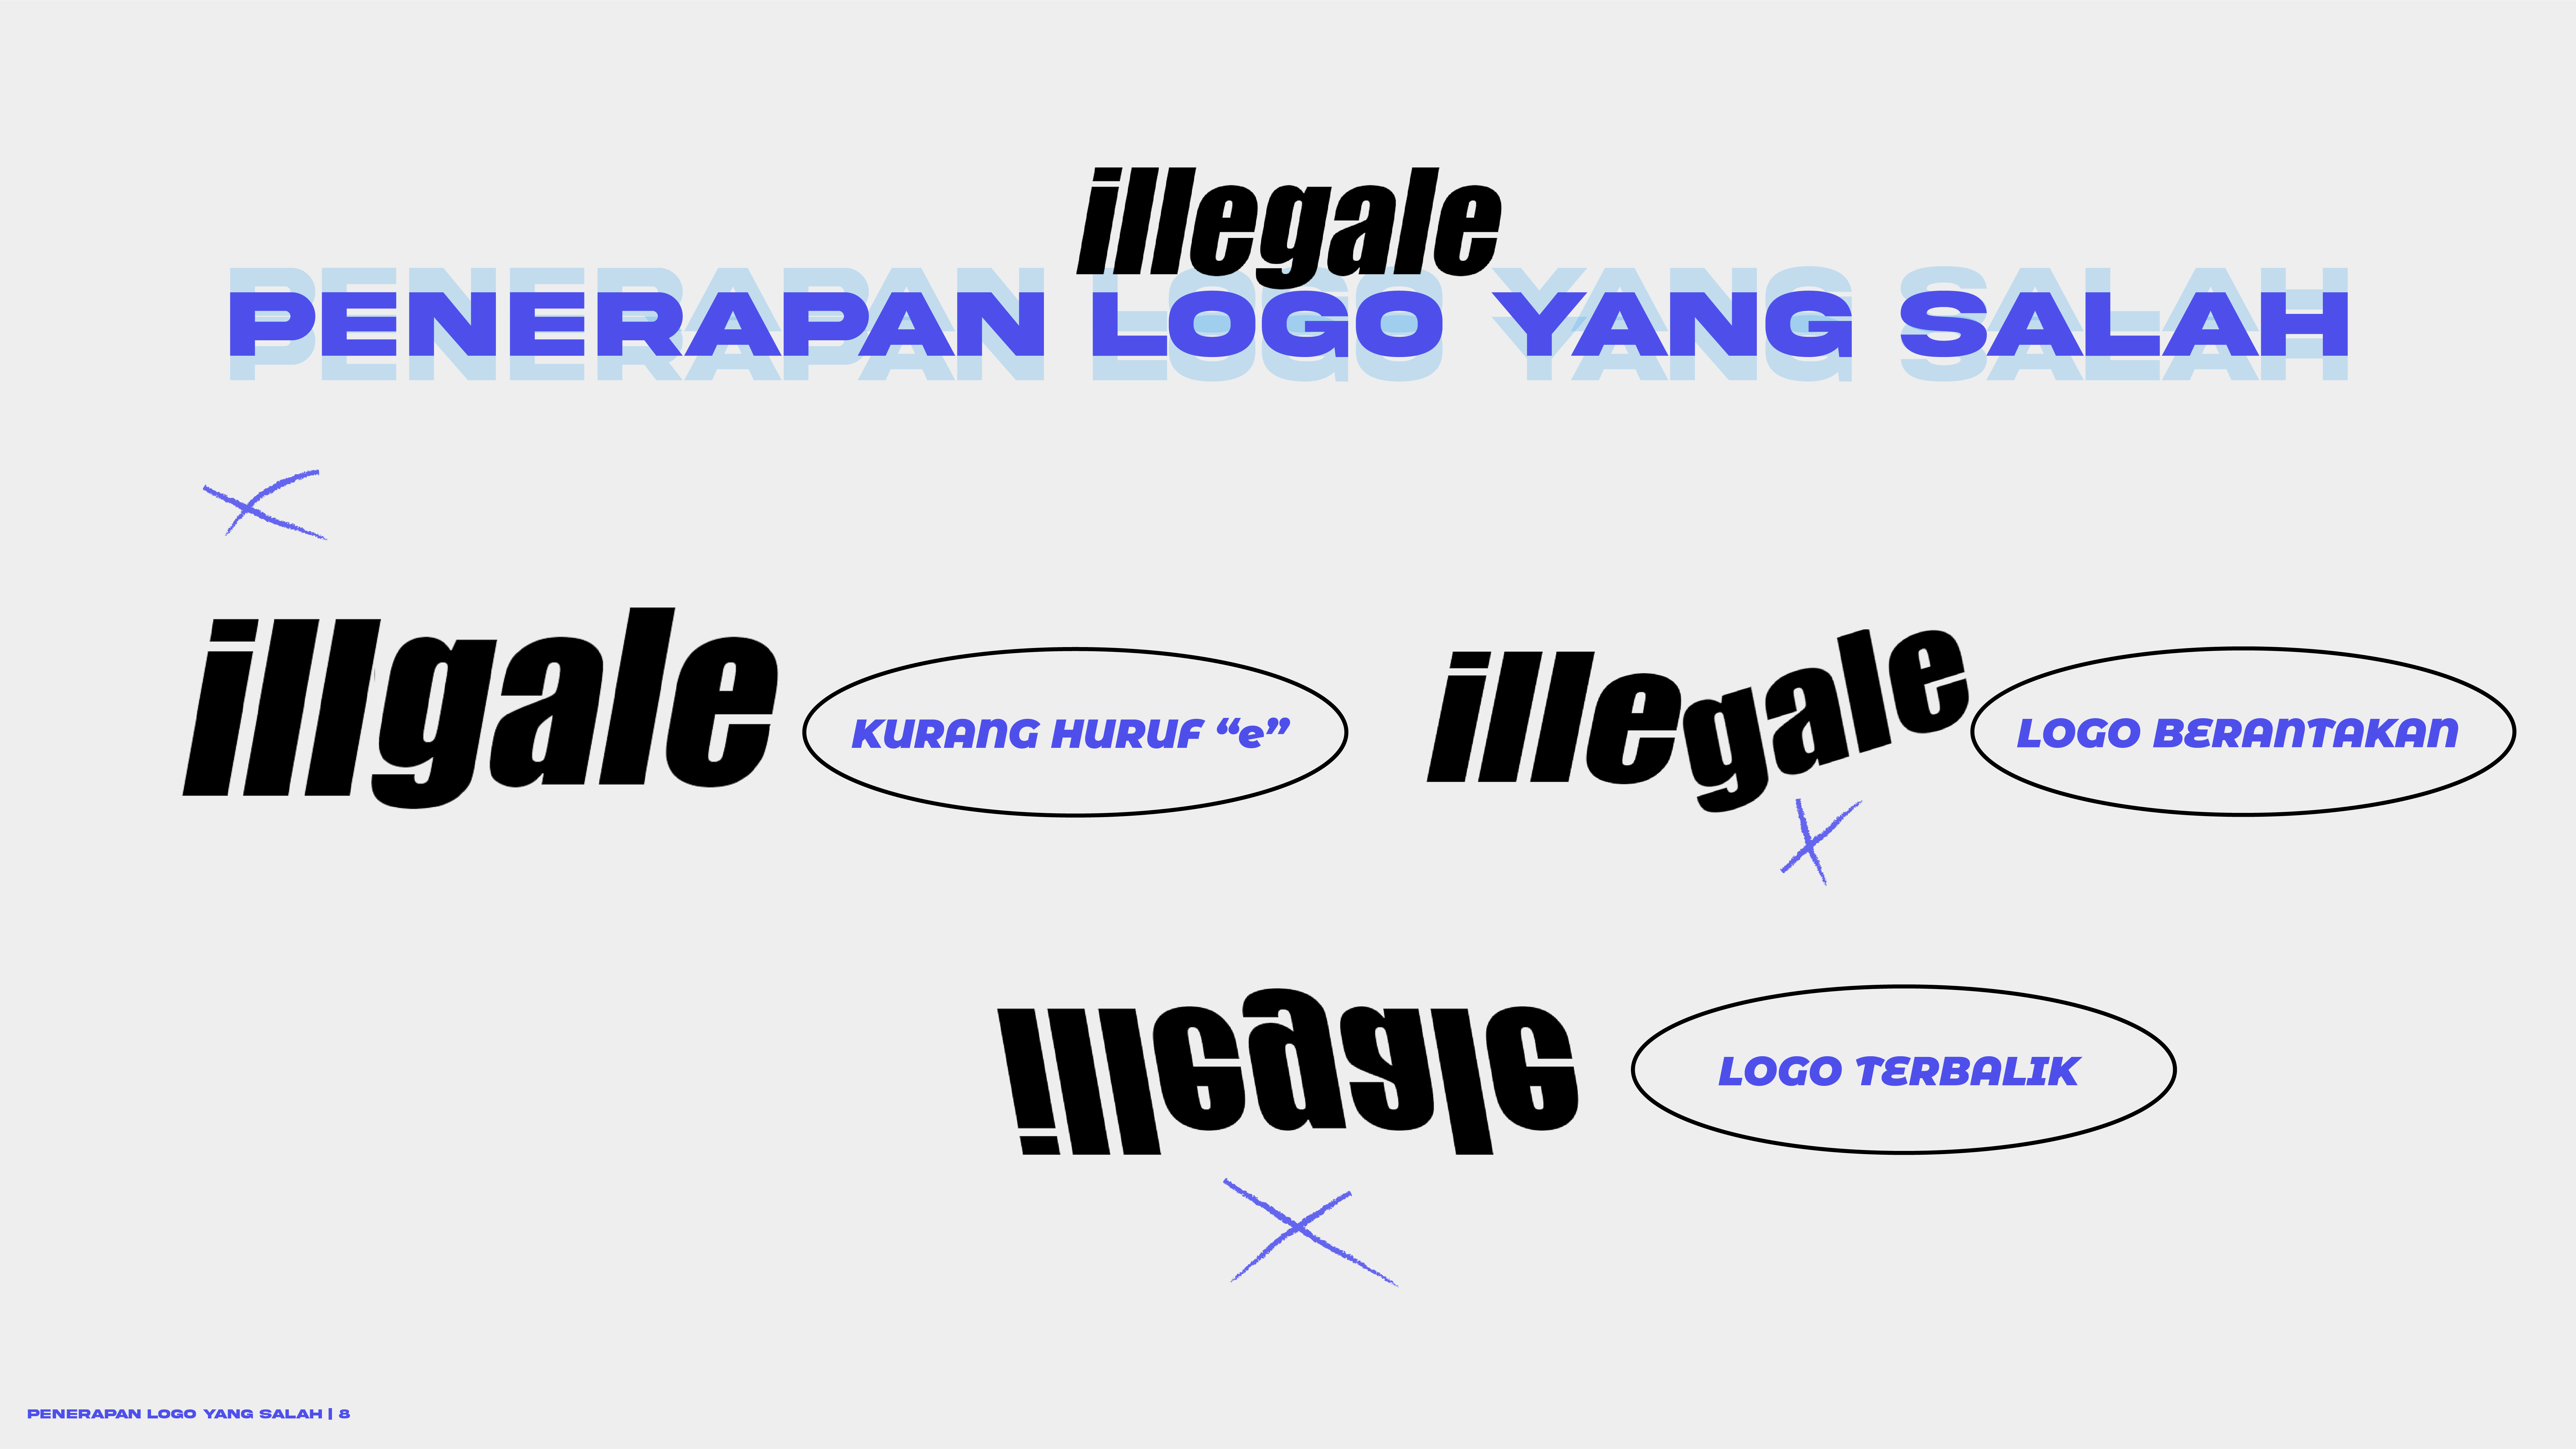 illegale
PENERAPAN LOGO YANG SALAH
illgale
KURANG HURUF “e”
illegale
LOGO BERANTAKAN
illegale
LOGO TERBALIK
PENERAPAN LOGO YANG SALAH | 8